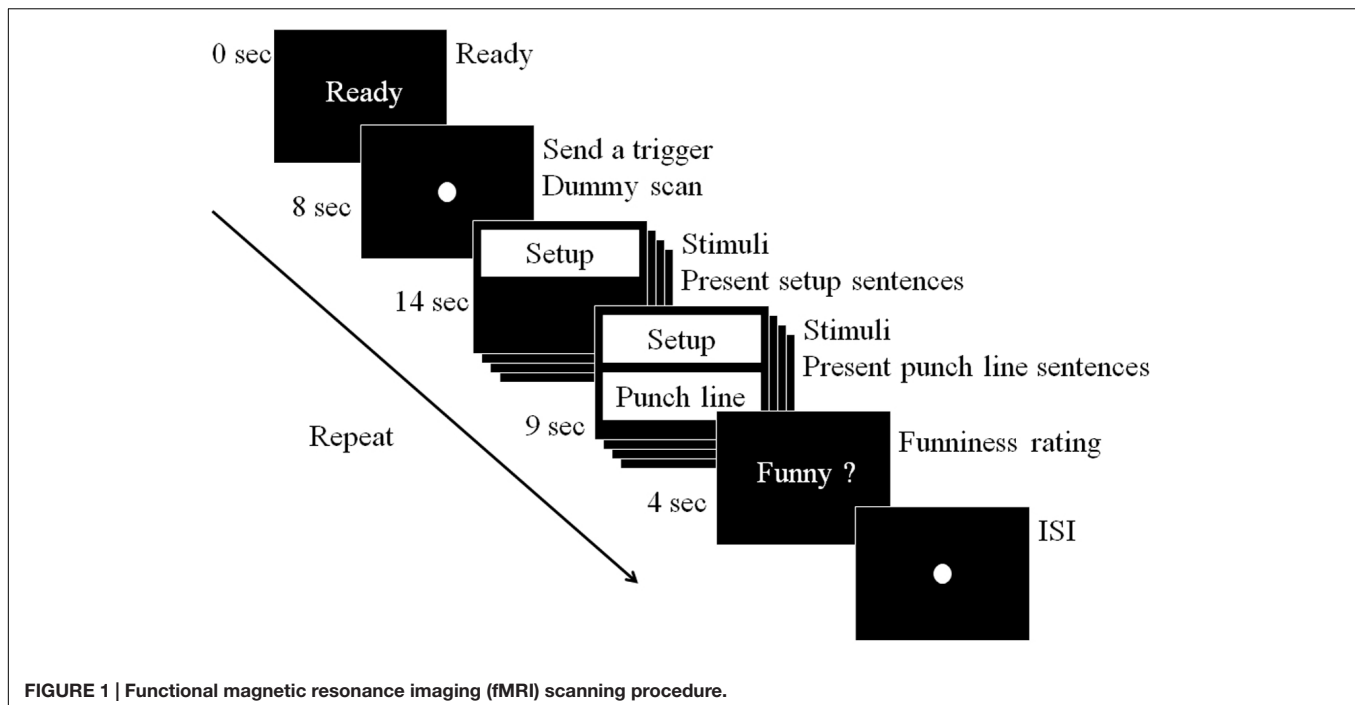 0 sec
Ready
Ready
Send a trigger
Dummy scan
8 sec
Setup
Stimuli
Present setup sentences
14 sec
Setup
Punch line
Stimuli
Present punch line sentences
9 sec
Repeat
Funny ?
Funniness rating
4 sec
ISI
FIGURE 1 | Functional magnetic resonance imaging (fMRI) scanning procedure.